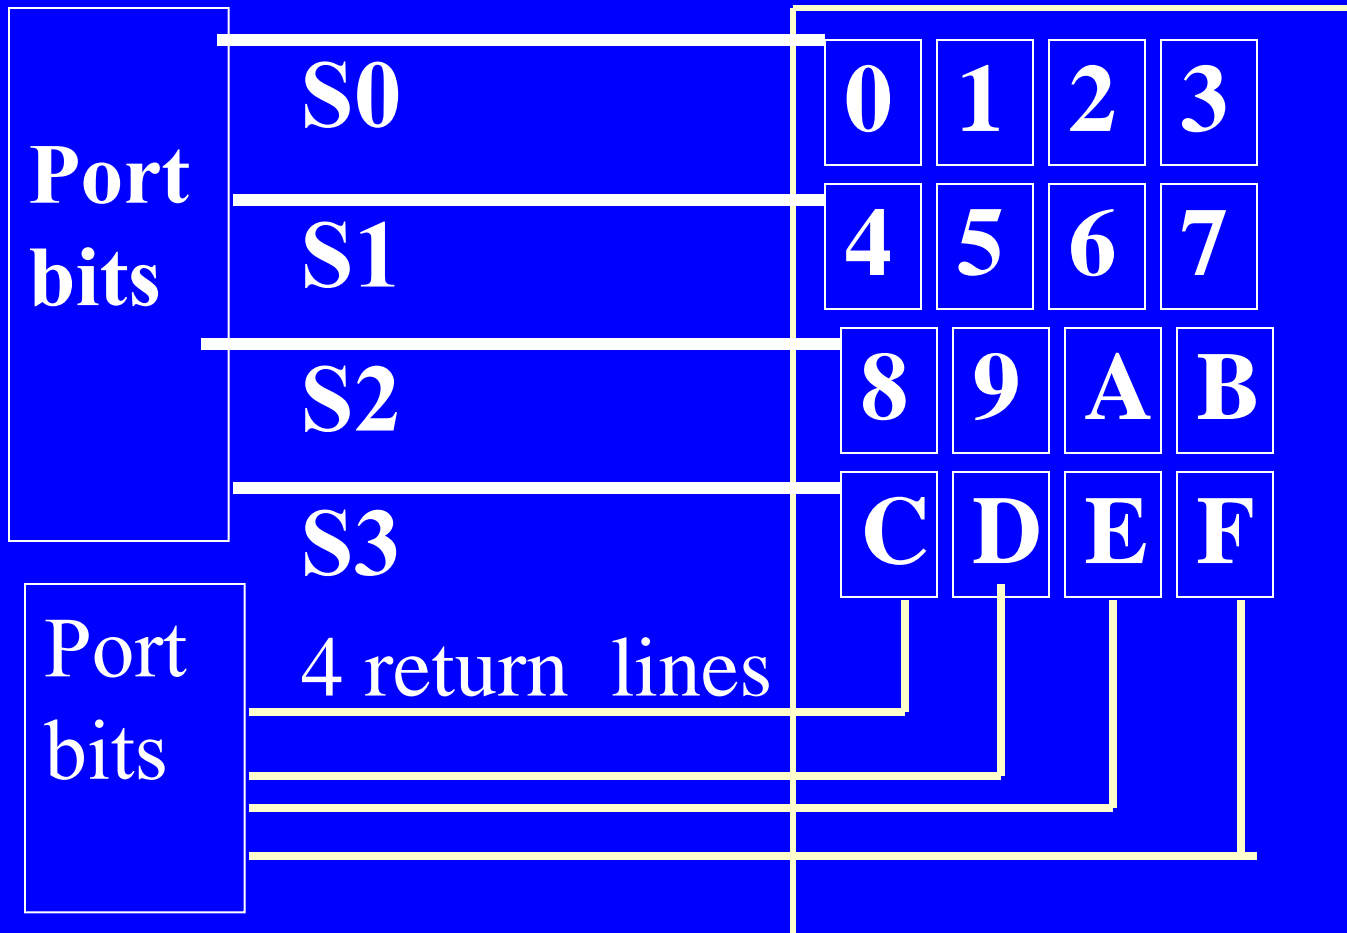 Port
bits
S0
S1
S2
S3
0 1 2 3
4 5 6 7
8 9 A B
C D E F
Port
bits
4 return lines